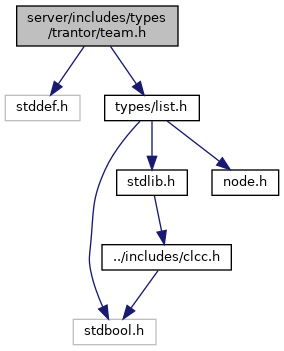 server/includes/types
/trantor/team.h
stddef.h
types/list.h
stdlib.h
node.h
../includes/clcc.h
stdbool.h